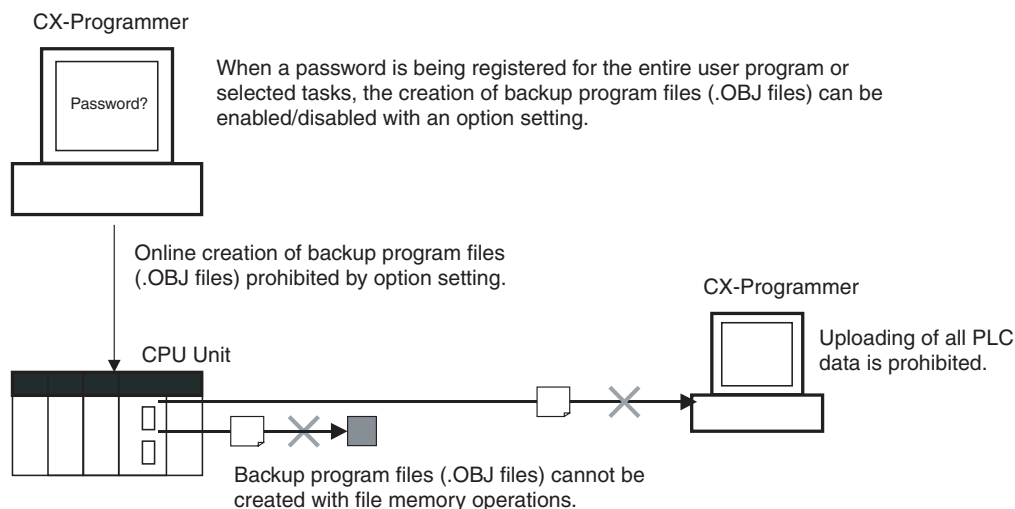 CX-Programmer
Password?
When a password is being registered for the entire user program or
selected tasks, the creation of backup program files (.OBJ files) can be
enabled/disabled with an option setting.
Online creation of backup program files
(.OBJ files) prohibited by option setting.
CX-Programmer
Uploading of all PLC
data is prohibited.
CPU Unit
Backup program files (.OBJ files) cannot be
created with file memory operations.